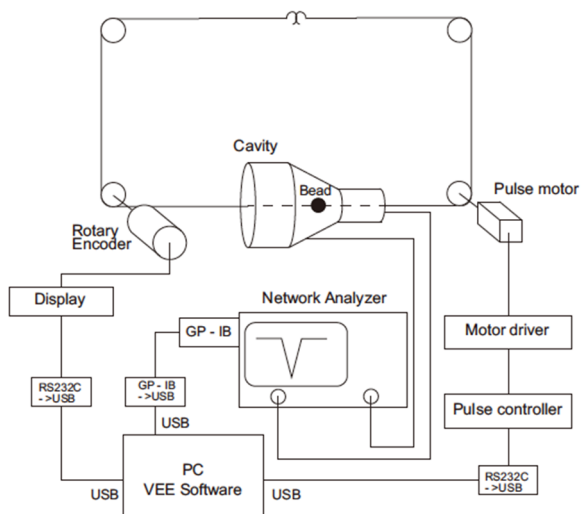 Cavity
Bead
Pulse motor
Rotary
Encoder
Display
Network Analyzer
GP - IB
Motor driver
RS232C
->USB
GP - IB
->USB
Pulse controller
USB
PC
VEE Software
USB
USB
RS232C
->USB